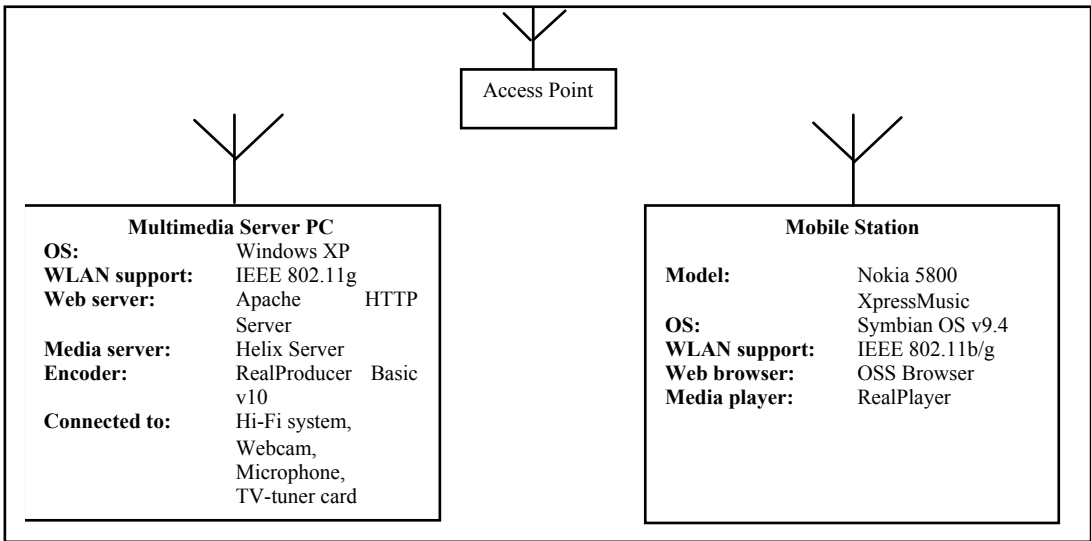 Access Point
Multimedia Server PC
OS: Windows XP
WLAN support: IEEE 802.11g
Web server: Apache HTTP
Server
Media server: Helix Server
Encoder: RealProducer Basic
v10
Connected to: Hi-Fi system,
Webcam,
Microphone,
TV-tuner card
Mobile Station
Model: Nokia 5800
XpressMusic
OS: Symbian OS v9.4
WLAN support: IEEE 802.11b/g
Web browser: OSS Browser
Media player: RealPlayer